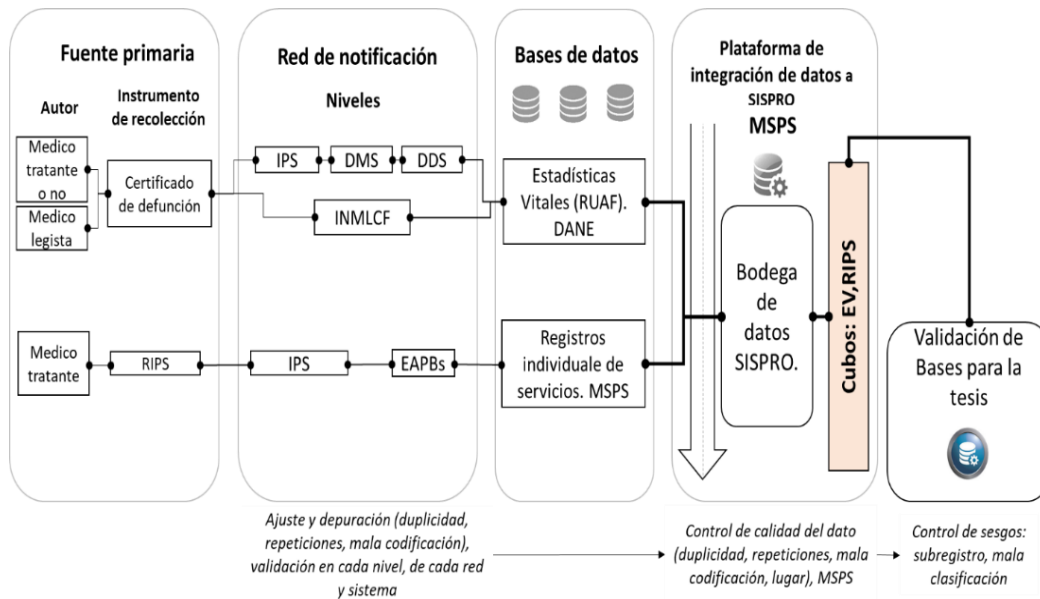 Fuente primaria
Autor
Instrumento
de recolección
Medico
tratante
o no
Medico
legista
Certificado
de defunción
Medico
tratante
RIPS
Red de notificación
Niveles
IPS
DMS
DDS
INMLCF
IPS
EAPBs
Bases de datos
Estadísticas
Vitales (RUAF).
DANE
Registros
individuale de
servicios. MSPS
Plataforma de
integración de datos a
SISPRO
MSPS
Bodega
de
datos
SISPRO.
Cubos: EV,RIPS
Validación de
Bases para la
tesis
Ajuste y depuración (duplicidad,
repeticiones, mala codificación),
validación en cada nivel, de cada red
y sistema
Control de calidad del dato
(duplicidad, repeticiones, mala
codificación, lugar), MSPS
Control de sesgos:
subregistro, mala
clasificación